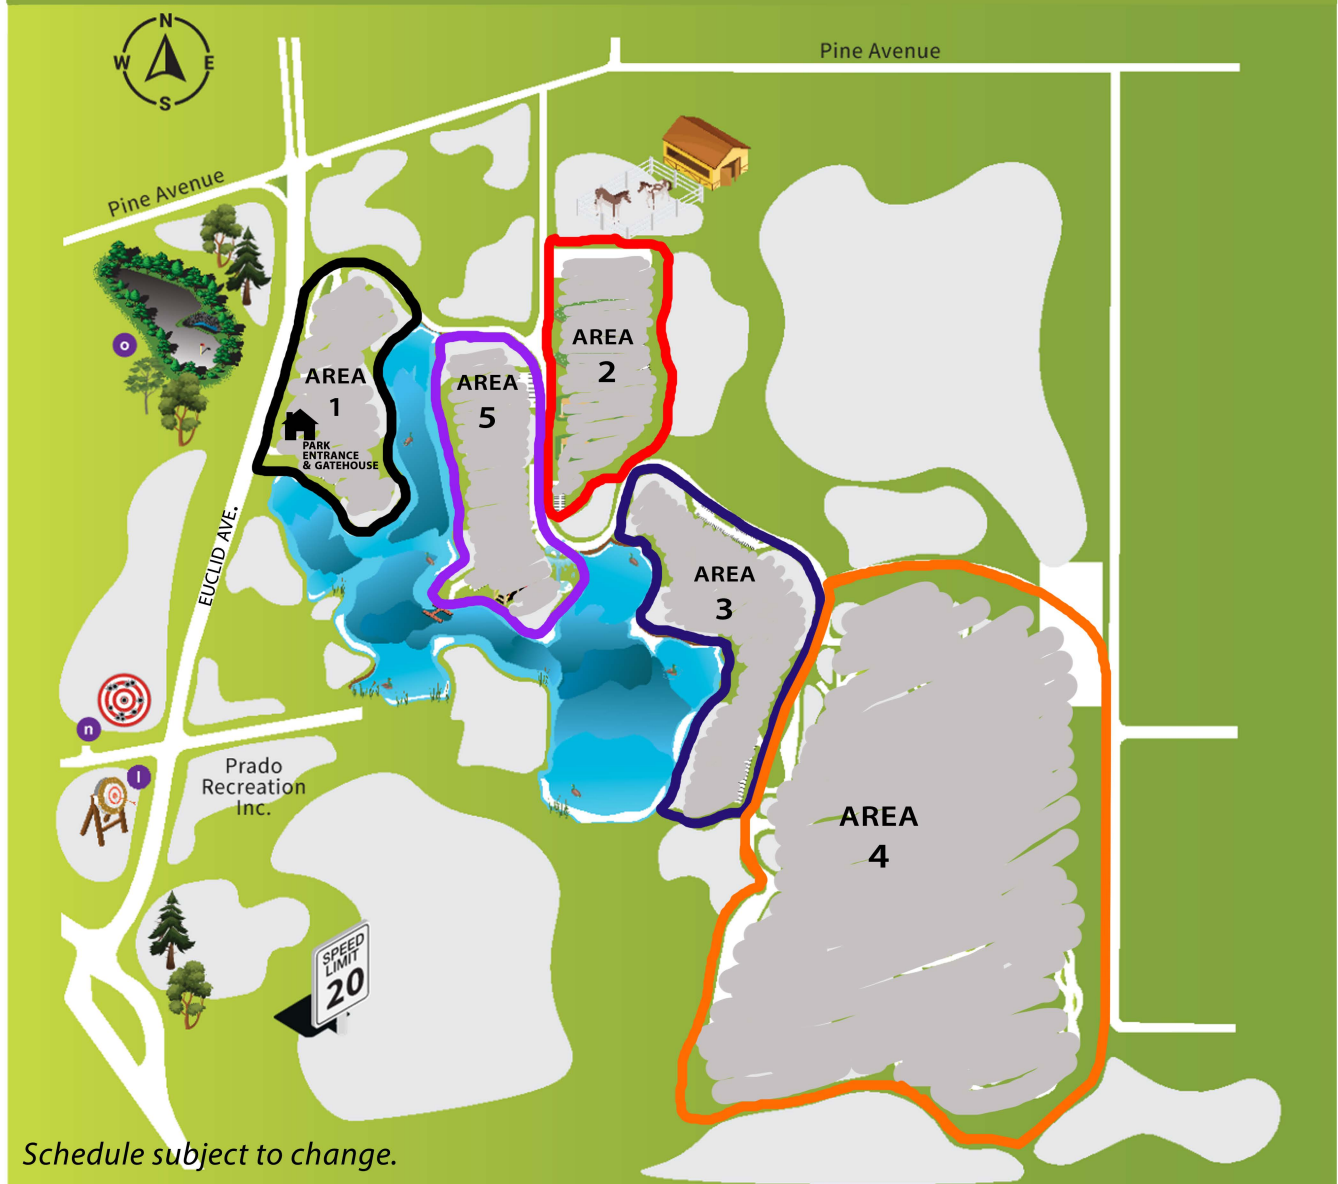 N
W
E
S
Pine Avenue
Pine Avenue
o
AREA
1
PARK
ENTRANCE
& GATEHOUSE
AREA
5
AREA
2
EUCLID AVE.
AREA
3
n
l
Prado
Recreation
Inc.
AREA
4
SPEED
LIMIT
20
Schedule subject to change.